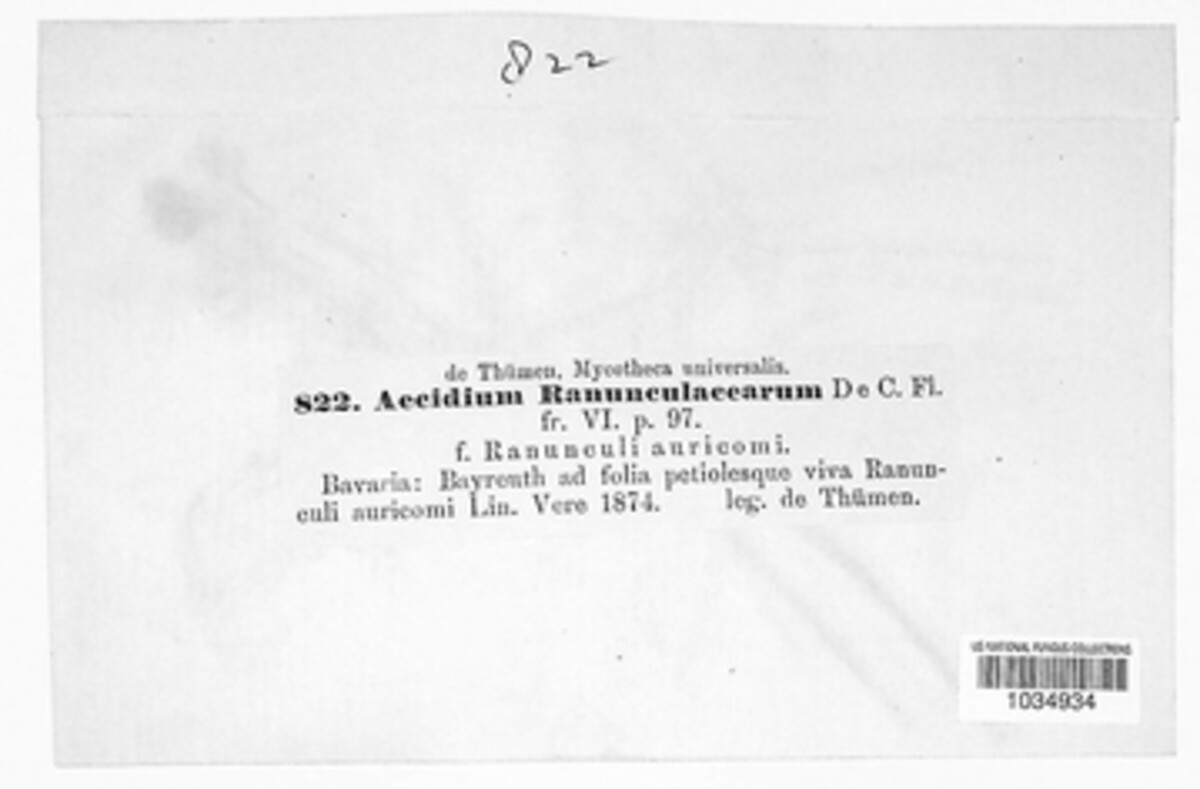 822
de Thümen, Mycotheca universalis.
822. Aecidium Ranunculacearum De C. Fl.
fr. VI. p. 97.
f. Ranunculi auricomi.
Bavaria: Bayreuth ad folia petiolesque viva Ranun-
culi auricomi Lin. Vere 1874. leg. de Thümen.
US NATIONAL FUNGUS COLLECTIONS
1034934